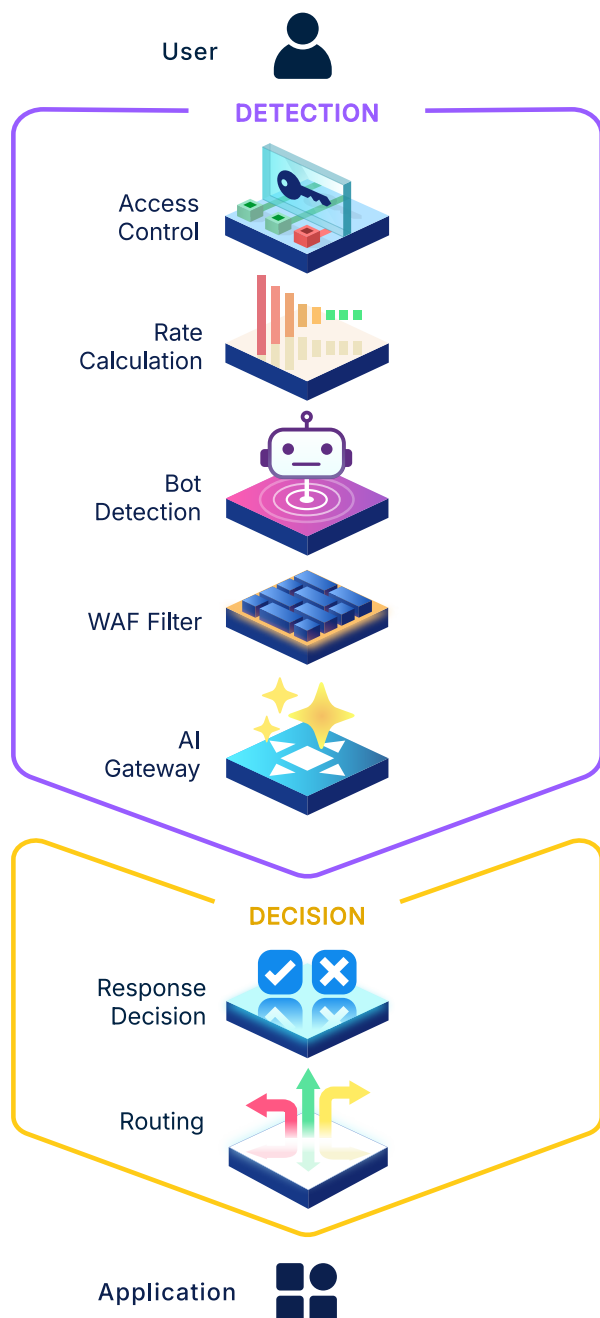 User
DETECTION
Access
Control
Rate
Calculation
Bot
Detection
WAF Filter
AI
Gateway
DECISION
Response
Decision
Routing
Application